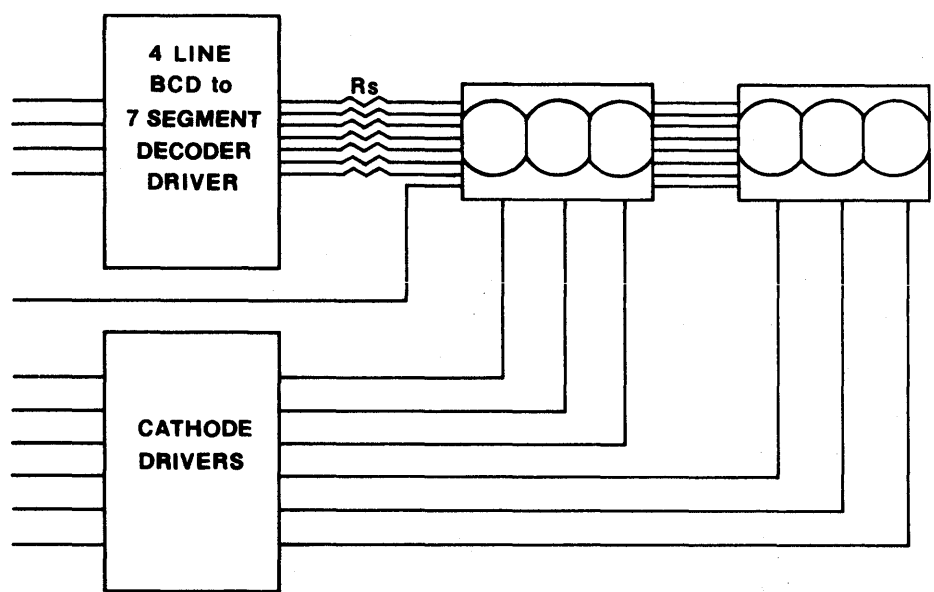 4 LINE
BCD to
7 SEGMENT
DECODER
DRIVER
Rs
CATHODE
DRIVERS